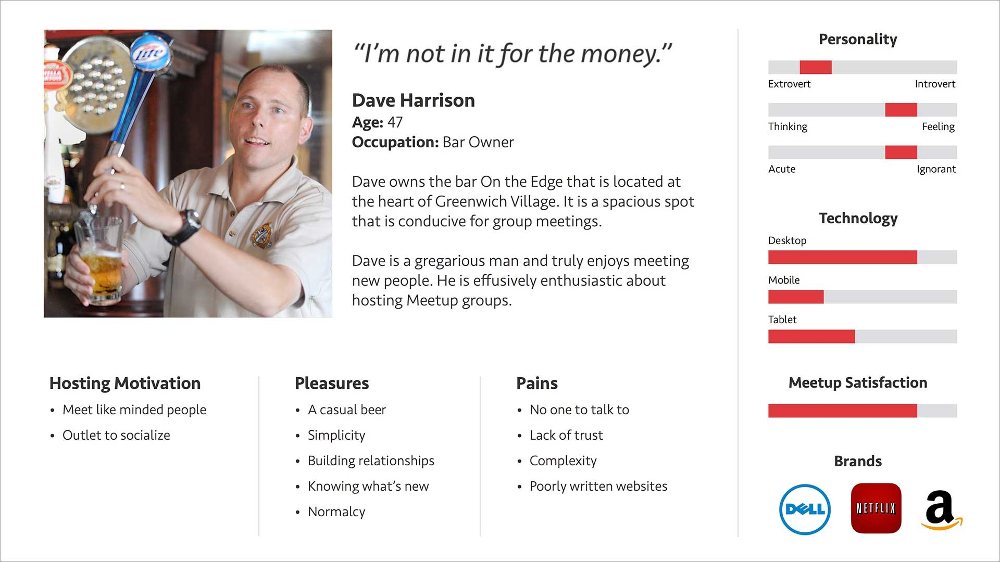 Lite
“I’m not in it for the money.”
Dave Harrison
Age: 47
Occupation: Bar Owner
Dave owns the bar On the Edge that is located at
the heart of Greenwich Village. It is a spacious spot
that is conducive for group meetings.
Dave is a gregarious man and truly enjoys meeting
new people. He is effusively enthusiastic about
hosting Meetup groups.
Hosting Motivation
• Meet like minded people
• Outlet to socialize
Pleasures
• A casual beer
• Simplicity
• Building relationships
• Knowing what’s new
• Normalcy
Pains
• No one to talk to
• Lack of trust
• Complexity
• Poorly written websites
Personality
Extrovert Introvert
Thinking Feeling
Acute Ignorant
Technology
Desktop
Mobile
Tablet
Meetup Satisfaction
Brands
DELL NETFLIX a